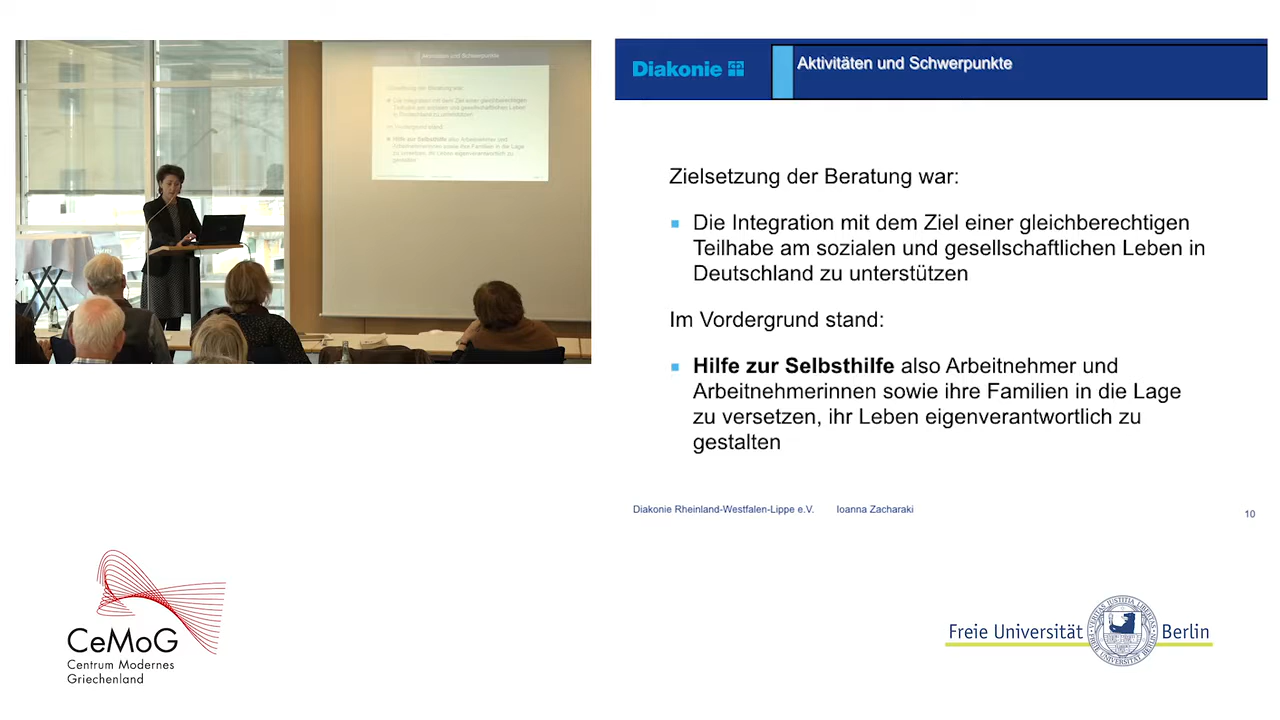 Diakonie
Aktivitäten und Schwerpunkte
Zielsetzung der Beratung war:
Die Integration mit dem Ziel einer gleichberechtigen
Teilhabe am sozialen und gesellschaftlichen Leben in
Deutschland zu unterstützen
Im Vordergrund stand:
Hilfe zur Selbsthilfe also Arbeitnehmer und
Arbeitnehmerinnen sowie ihre Familien in die Lage
zu versetzen, ihr Leben eigenverantwortlich zu
gestalten
Diakonie Rheinland-Westfalen-Lippe e.V. Ioanna Zacharaki
10
CeMoG
Centrum Modernes
Griechenland
Freie Universität Berlin